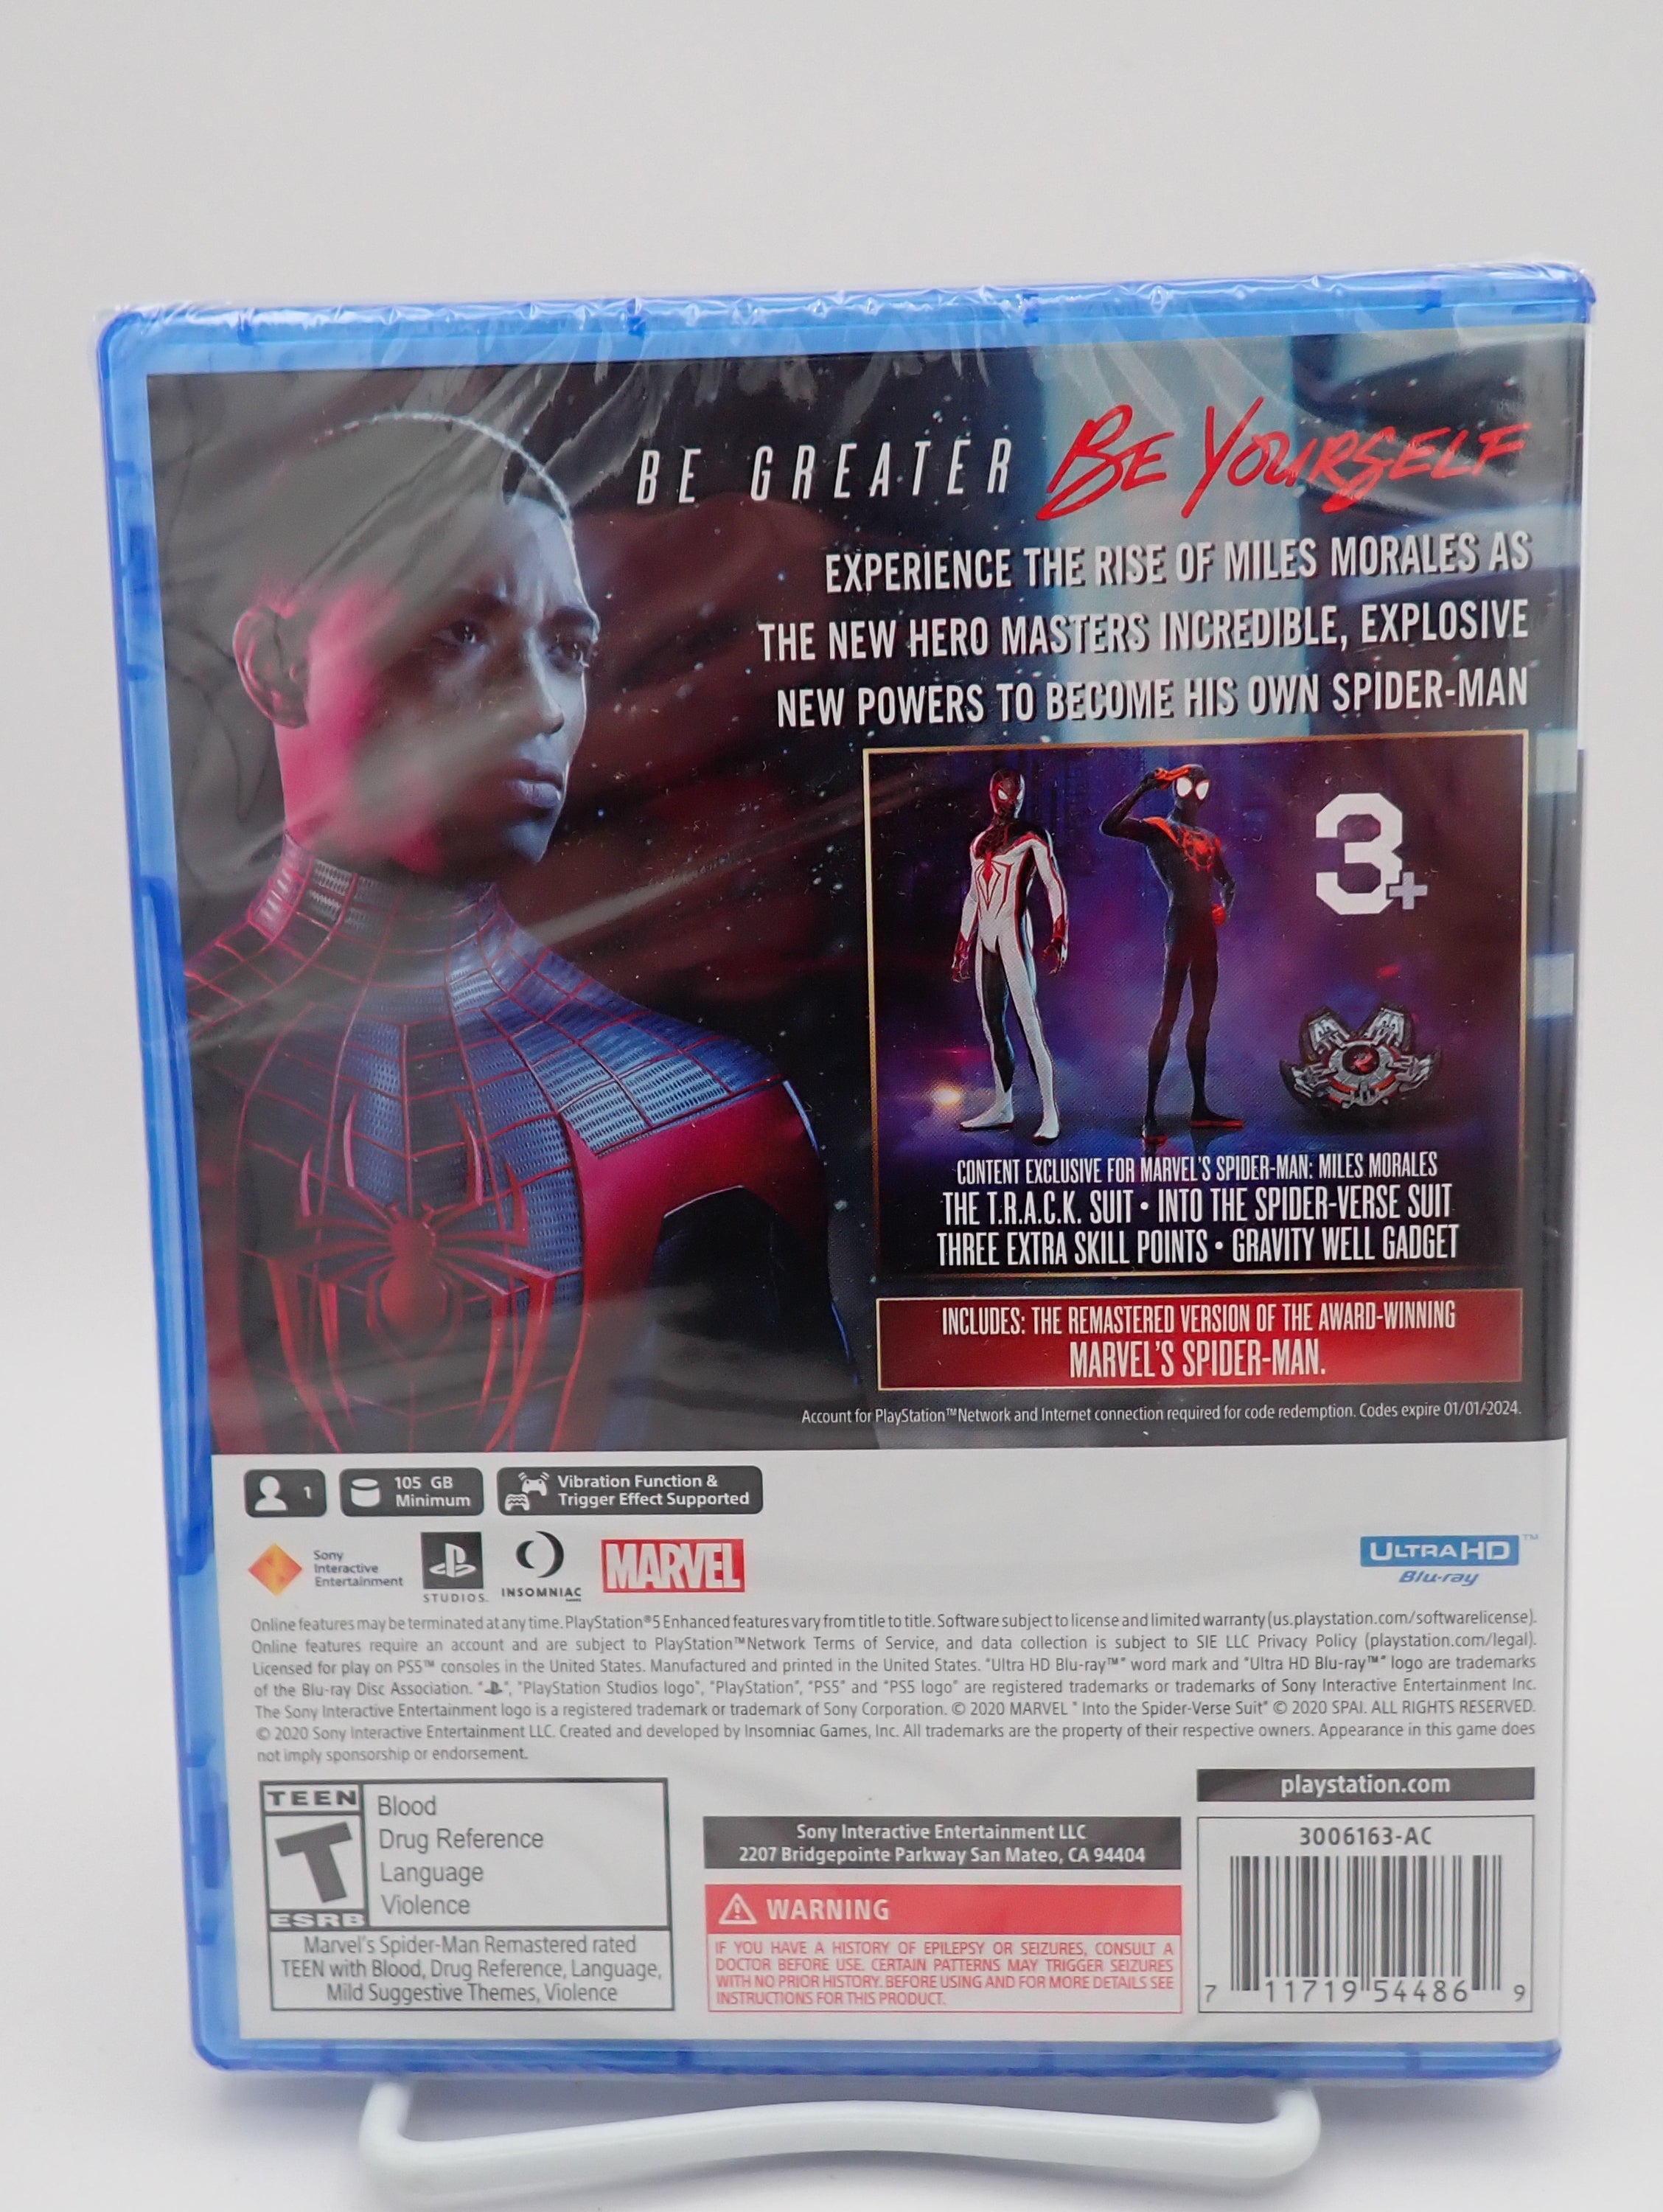 BE GREATER BE YOURSELF
EXPERIENCE THE RISE OF MILES MORALES AS
THE NEW HERO MASTERS INCREDIBLE, EXPLOSIVE
NEW POWERS TO BECOME HIS OWN SPIDER-MAN
3+
CONTENT EXCLUSIVE FOR MARVEL'S SPIDER-MAN: MILES MORALES
THE T.R.A.C.K. SUIT • INTO THE SPIDER-VERSE SUIT
THREE EXTRA SKILL POINTS • GRAVITY WELL GADGET
INCLUDES: THE REMASTERED VERSION OF THE AWARD-WINNING
MARVEL'S SPIDER-MAN.
Account for PlayStation™Network and Internet connection required for code redemption. Codes expire 01/01/2024.
1
105 GB
Minimum
Vibration Function &
Trigger Effect Supported
Sony
Interactive
Entertainment
STUDIOS.
INSOMNIAC
GAMES
MARVEL
ULTRA HD™
Blu-ray
Online features may be terminated at any time. PlayStation®5 Enhanced features vary from title to title. Software subject to license and limited warranty (us.playstation.com/softwarelicense).
Online features require an account and are subject to PlayStation™Network Terms of Service, and data collection is subject to SIE LLC Privacy Policy (playstation.com/legal).
Licensed for play on PS5™ consoles in the United States. Manufactured and printed in the United States. "Ultra HD Blu-ray™" word mark and "Ultra HD Blu-ray™" logo are trademarks
of the Blu-ray Disc Association. "PS", "PlayStation Studios logo", "PlayStation", "PS5" and "PS5 logo" are registered trademarks or trademarks of Sony Interactive Entertainment Inc.
The Sony Interactive Entertainment logo is a registered trademark or trademark of Sony Corporation. © 2020 MARVEL "Into the Spider-Verse Suit" © 2020 SPAI. ALL RIGHTS RESERVED.
© 2020 Sony Interactive Entertainment LLC. Created and developed by Insomniac Games, Inc. All trademarks are the property of their respective owners. Appearance in this game does
not imply sponsorship or endorsement.
TEEN
T
ESRB
Blood
Drug Reference
Language
Violence
Marvel's Spider-Man Remastered rated
TEEN with Blood, Drug Reference, Language,
Mild Suggestive Themes, Violence
Sony Interactive Entertainment LLC
2207 Bridgepointe Parkway San Mateo, CA 94404
WARNING
IF YOU HAVE A HISTORY OF EPILEPSY OR SEIZURES, CONSULT A
DOCTOR BEFORE USE. CERTAIN PATTERNS MAY TRIGGER SEIZURES
WITH NO PRIOR HISTORY. BEFORE USING AND FOR MORE DETAILS SEE
INSTRUCTIONS FOR THIS PRODUCT.
playstation.com
3006163-AC
7 11719 54486 9